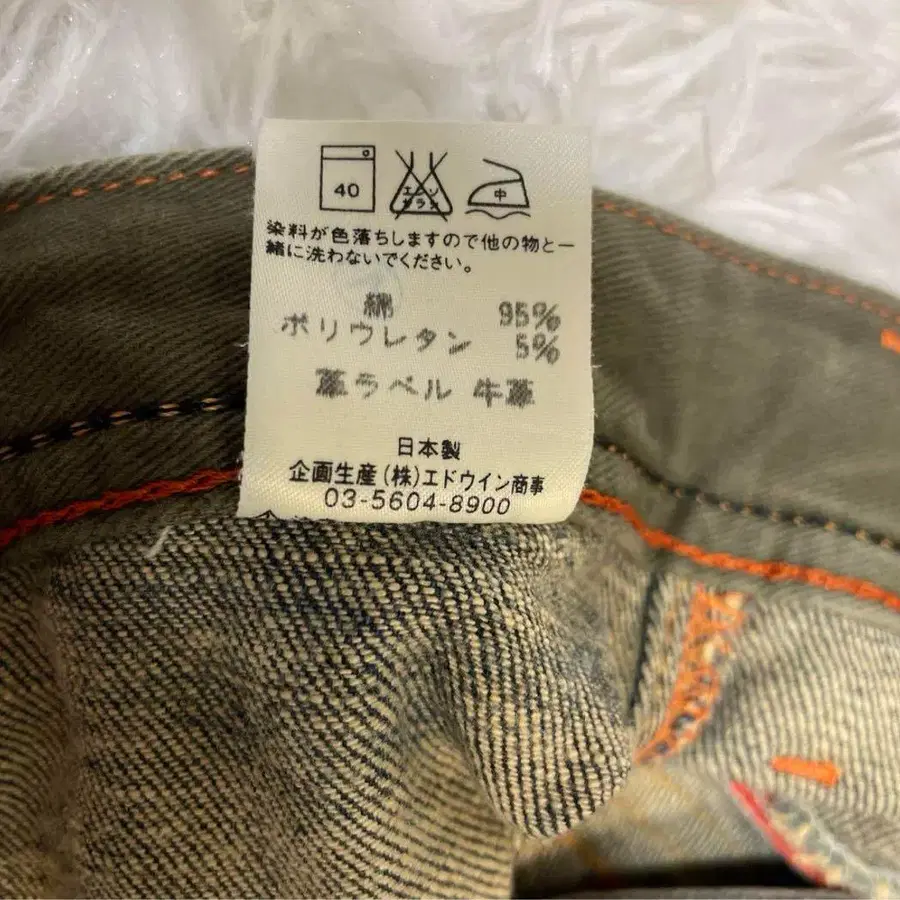 40
エンソ
サラシ
中
染料が色落ちしますので他の物と一
緒に洗わないでください。
綿 95%
ポリウレタン 5%
革ラベル 牛革
日本製
企画生産(株)エドウイン商事
03-5604-8900